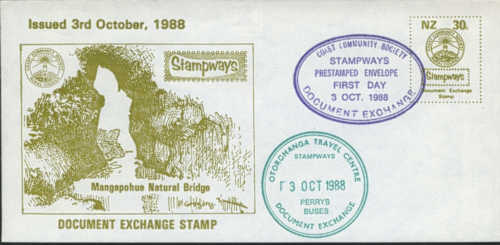 Issued 3rd October, 1988
Stampways
Mangapohue Natural Bridge
DOCUMENT EXCHANGE STAMP
COAST COMMUNITY SOCIETY
STAMPWAYS
PRESTAMPED ENVELOPE
FIRST DAY
3 OCT. 1988
DOCUMENT EXCHANGE
NZ 30c
Stampways
Document Exchange
Stamp
OTOROHANGA TRAVEL CENTRE
STAMPWAYS
13 OCT 1988
PERRYS
BUSES
DOCUMENT EXCHANGE